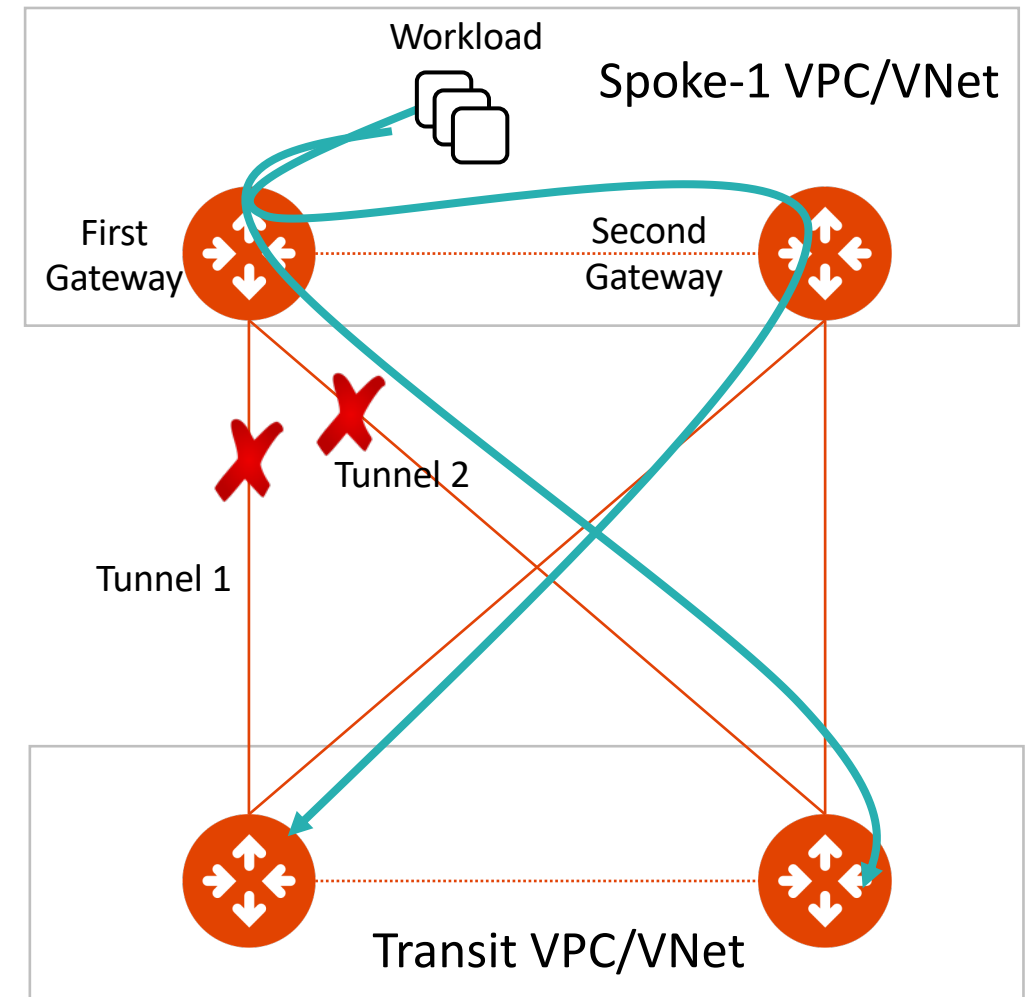 Workload
Spoke-1 VPC/VNet
First
Gateway
Second
Gateway
Tunnel 2
Tunnel 1
Transit VPC/VNet